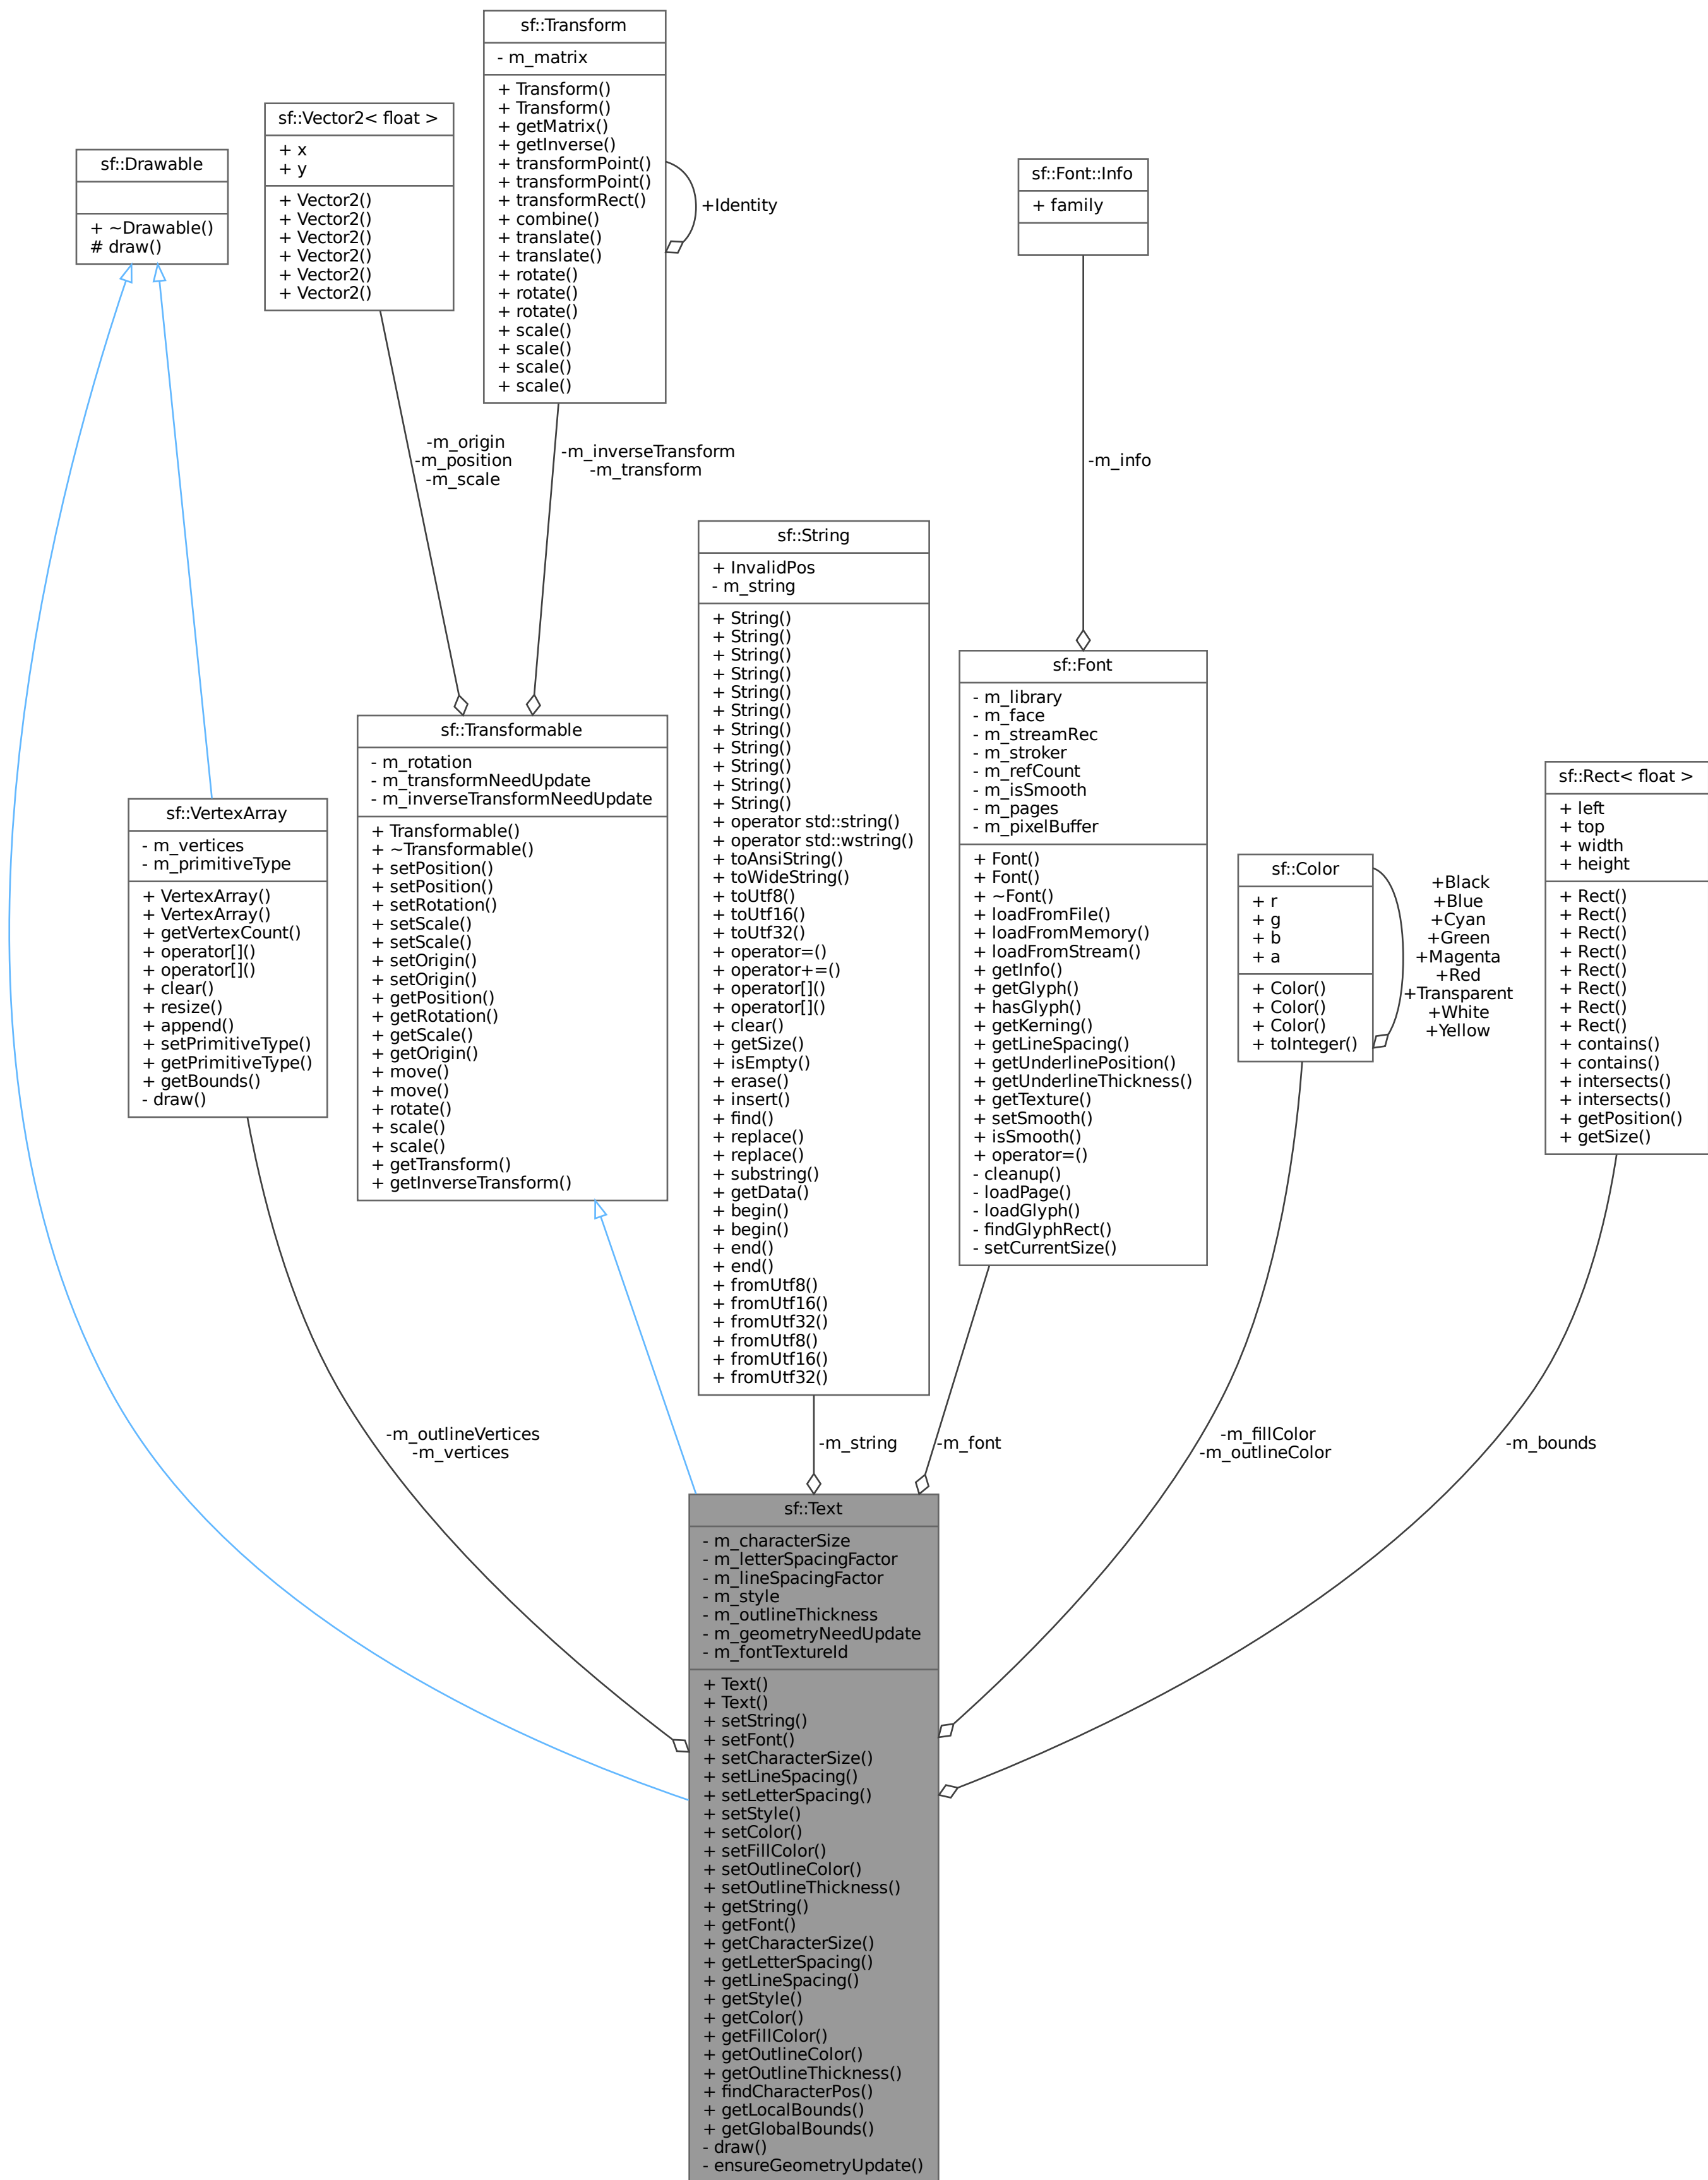 sf::Transform
- m_matrix
+ Transform()
+ Transform()
+ getMatrix()
+ getInverse()
+ transformPoint()
+ transformPoint()
+ transformRect()
+ combine()
+ translate()
+ translate()
+ rotate()
+ rotate()
+ rotate()
+ scale()
+ scale()
+ scale()
+ scale()
+Identity
sf::Vector2< float >
+ x
+ y
+ Vector2()
+ Vector2()
+ Vector2()
+ Vector2()
+ Vector2()
+ Vector2()
sf::Drawable
+ ~Drawable()
# draw()
sf::Font::Info
+ family
-m_origin
-m_position
-m_scale
-m_inverseTransform
-m_transform
-m_info
sf::String
+ InvalidPos
- m_string
+ String()
+ String()
+ String()
+ String()
+ String()
+ String()
+ String()
+ String()
+ String()
+ String()
+ String()
+ operator std::string()
+ operator std::wstring()
+ toAnsiString()
+ toWideString()
+ toUtf8()
+ toUtf16()
+ toUtf32()
+ operator=()
+ operator+=()
+ operator[]()
+ operator[]()
+ clear()
+ getSize()
+ isEmpty()
+ erase()
+ insert()
+ find()
+ replace()
+ replace()
+ substring()
+ getData()
+ begin()
+ begin()
+ end()
+ end()
+ fromUtf8()
+ fromUtf16()
+ fromUtf32()
+ fromUtf8()
+ fromUtf16()
+ fromUtf32()
sf::Font
- m_library
- m_face
- m_streamRec
- m_stroker
- m_refCount
- m_isSmooth
- m_pages
- m_pixelBuffer
+ Font()
+ Font()
+ ~Font()
+ loadFromFile()
+ loadFromMemory()
+ loadFromStream()
+ getInfo()
+ getGlyph()
+ hasGlyph()
+ getKerning()
+ getLineSpacing()
+ getUnderlinePosition()
+ getUnderlineThickness()
+ getTexture()
+ setSmooth()
+ isSmooth()
+ operator=()
- cleanup()
- loadPage()
- loadGlyph()
- findGlyphRect()
- setCurrentSize()
sf::Transformable
- m_rotation
- m_transformNeedUpdate
- m_inverseTransformNeedUpdate
+ Transformable()
+ ~Transformable()
+ setPosition()
+ setPosition()
+ setRotation()
+ setScale()
+ setScale()
+ setOrigin()
+ setOrigin()
+ getPosition()
+ getRotation()
+ getScale()
+ getOrigin()
+ move()
+ move()
+ rotate()
+ scale()
+ scale()
+ getTransform()
+ getInverseTransform()
sf::VertexArray
- m_vertices
- m_primitiveType
+ VertexArray()
+ VertexArray()
+ getVertexCount()
+ operator[]()
+ operator[]()
+ clear()
+ resize()
+ append()
+ setPrimitiveType()
+ getPrimitiveType()
+ getBounds()
- draw()
sf::Color
+ r
+ g
+ b
+ a
+ Color()
+ Color()
+ Color()
+ toInteger()
+Black
+Blue
+Cyan
+Green
+Magenta
+Red
+Transparent
+White
+Yellow
sf::Rect< float >
+ left
+ top
+ width
+ height
+ Rect()
+ Rect()
+ Rect()
+ Rect()
+ Rect()
+ Rect()
+ Rect()
+ Rect()
+ contains()
+ contains()
+ intersects()
+ intersects()
+ getPosition()
+ getSize()
-m_outlineVertices
-m_vertices
-m_string
-m_font
-m_fillColor
-m_outlineColor
-m_bounds
sf::Text
- m_characterSize
- m_letterSpacingFactor
- m_lineSpacingFactor
- m_style
- m_outlineThickness
- m_geometryNeedUpdate
- m_fontTextureId
+ Text()
+ Text()
+ setString()
+ setFont()
+ setCharacterSize()
+ setLineSpacing()
+ setLetterSpacing()
+ setStyle()
+ setColor()
+ setFillColor()
+ setOutlineColor()
+ setOutlineThickness()
+ getString()
+ getFont()
+ getCharacterSize()
+ getLetterSpacing()
+ getLineSpacing()
+ getStyle()
+ getColor()
+ getFillColor()
+ getOutlineColor()
+ getOutlineThickness()
+ findCharacterPos()
+ getLocalBounds()
+ getGlobalBounds()
- draw()
- ensureGeometryUpdate()